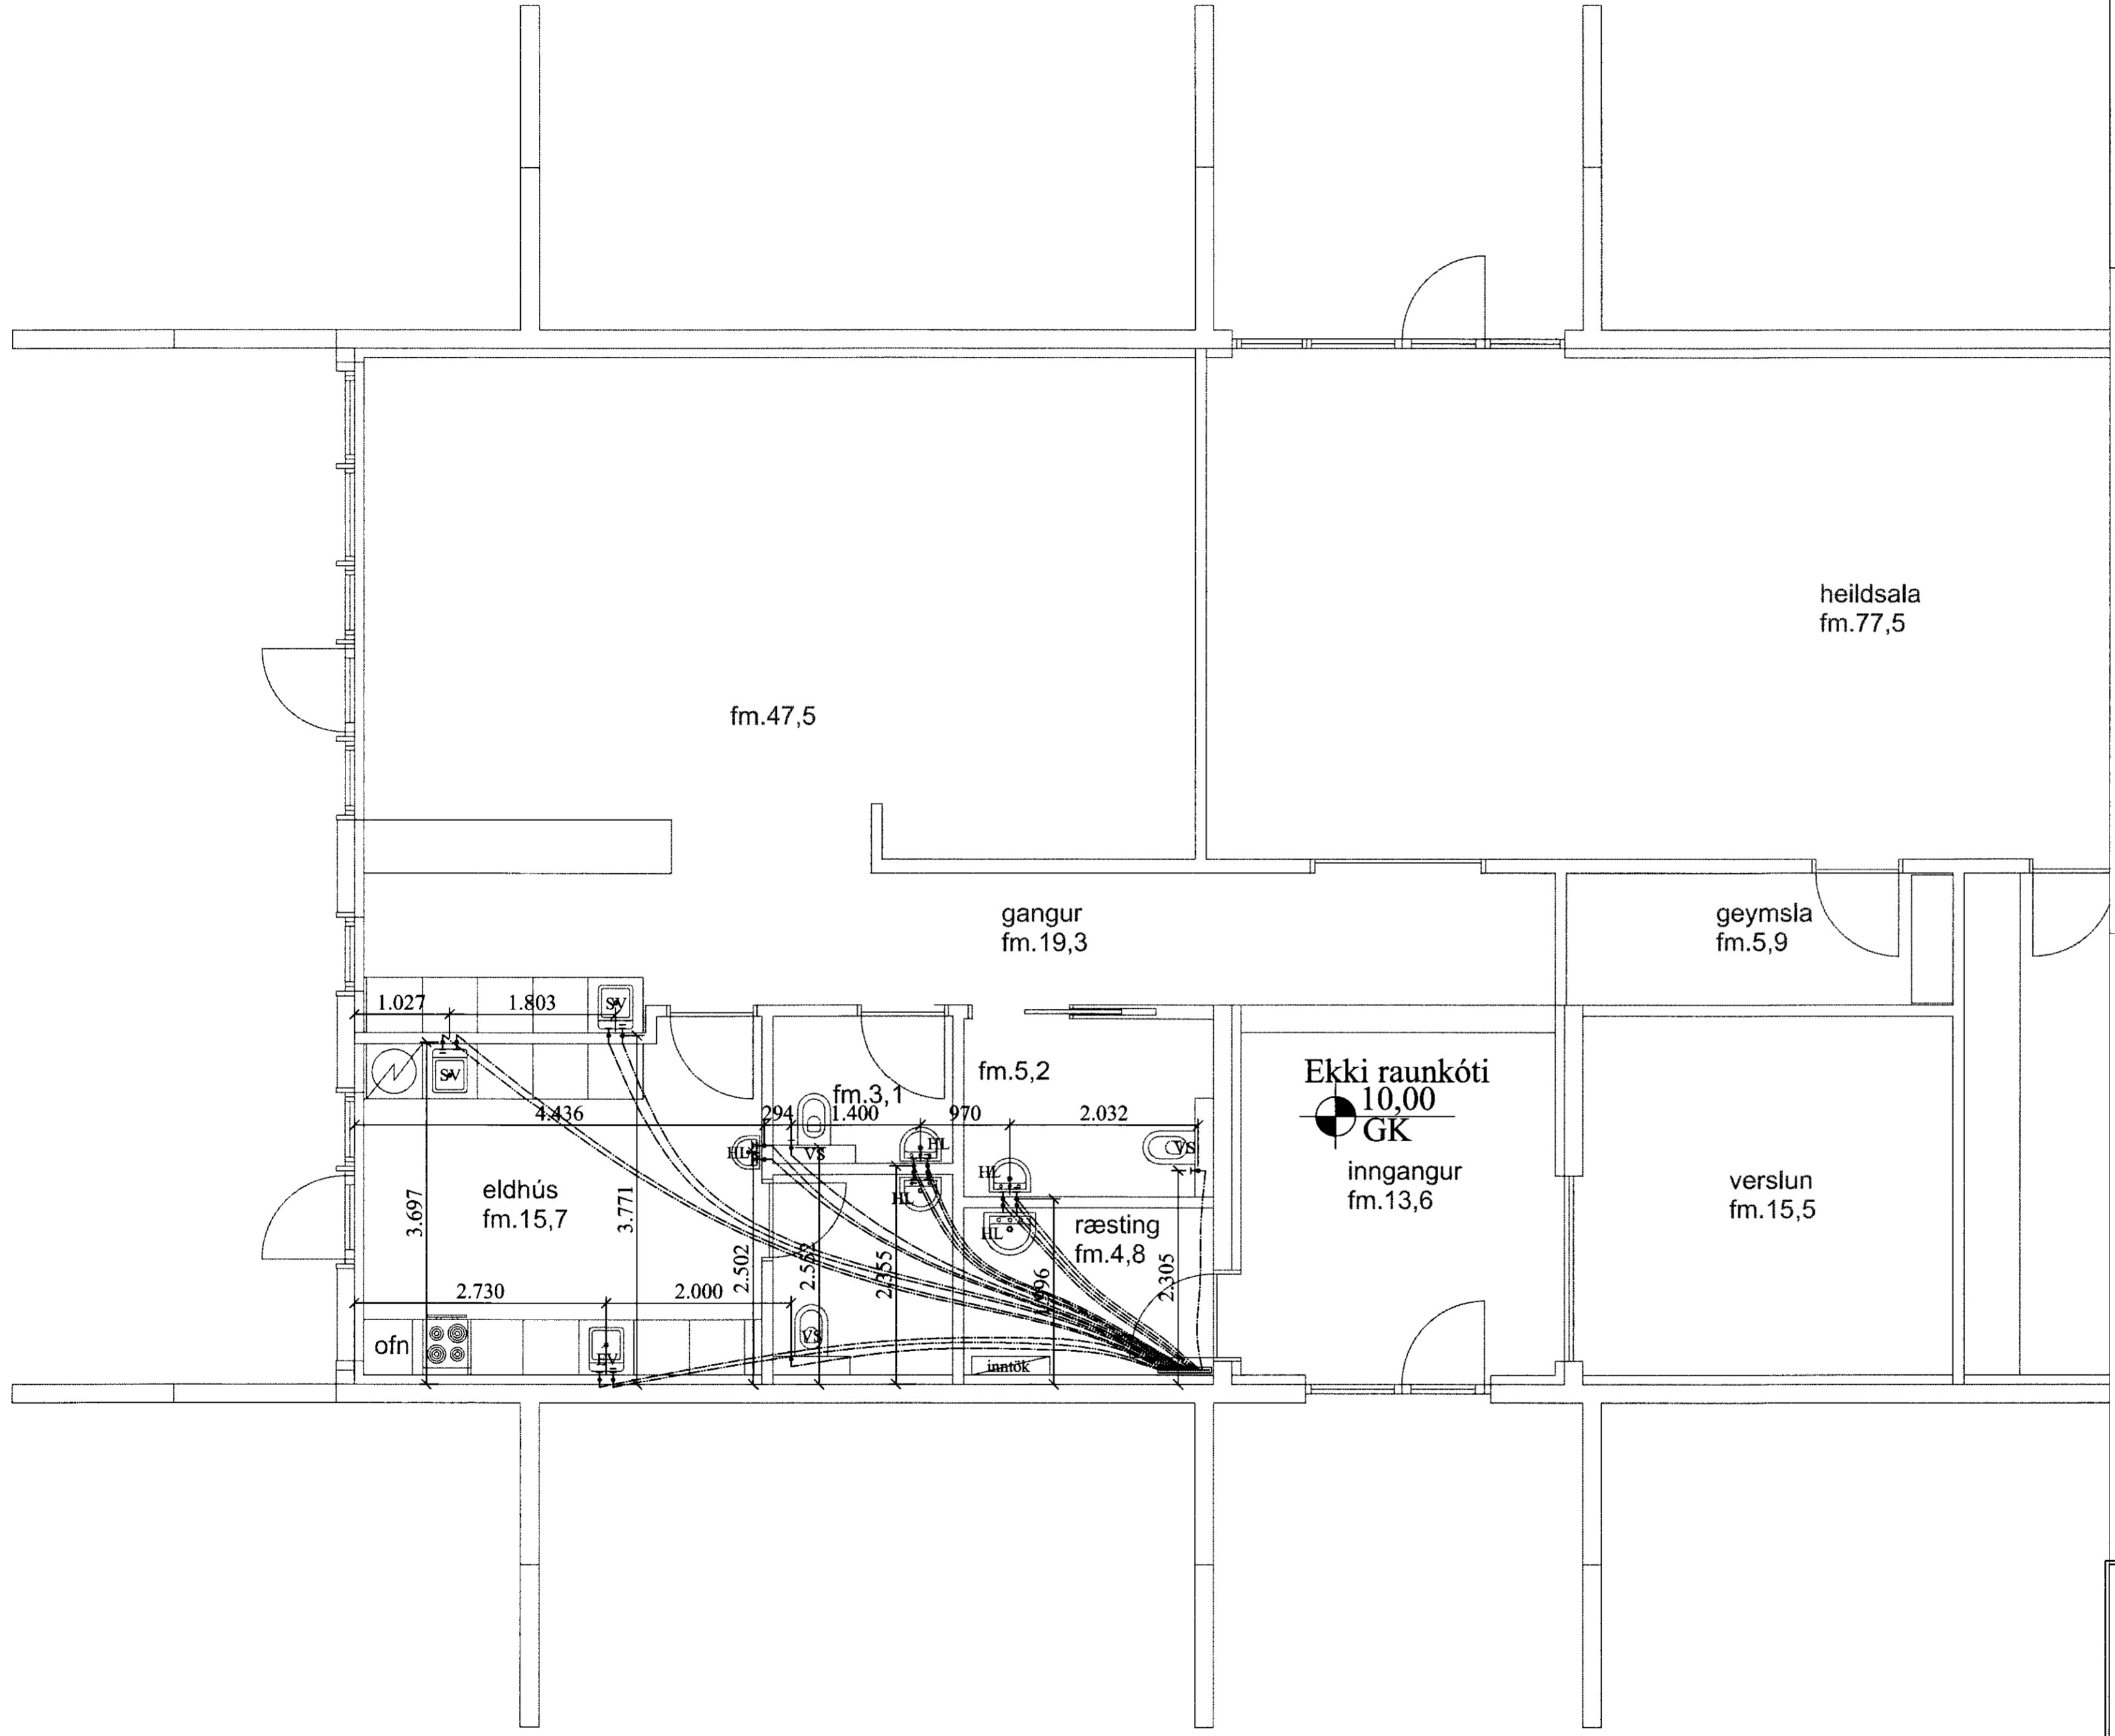 heildsala
fm.77,5
fm.47,5
gangur
fm.19,3
geymsla
fm.5,9
1.027
1.803
SV
SV
fm.5,2
fm.3,1
Ekki raunkóti
10,00
GK
4.436
294
1.400
970
2.032
HL
VS
HL
VS
HL
HL
HL
inngangur
fm.13,6
verslun
fm.15,5
eldhús
fm.15,7
ræsting
fm.4,8
3.697
3.771
2.502
2.355
2.305
2.730
2.000
ofn
VS
EV
inntök